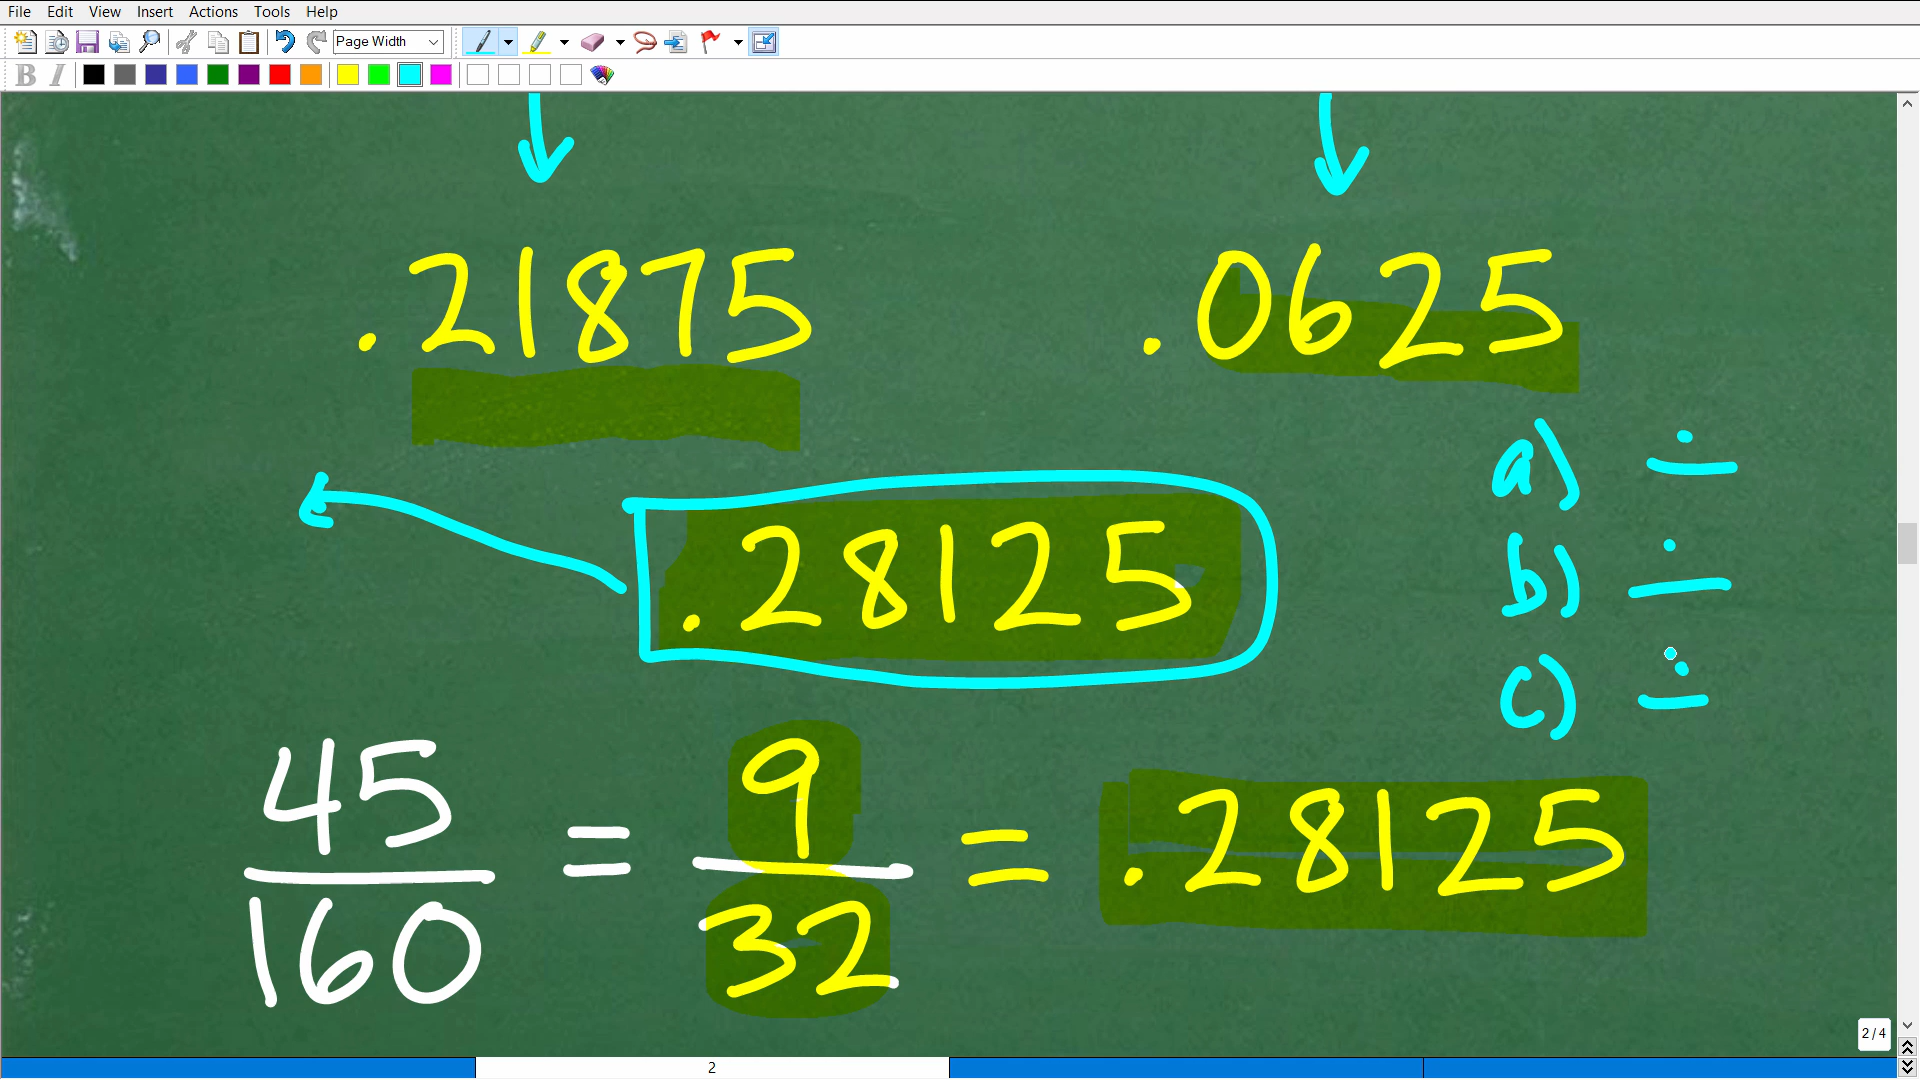 File Edit View Insert Actions Tools Help
Page Width
B I
.21875 .0625
a) ∸
.28125
b) ∸
c) ∸
45/160 = 9/32 = .28125
2 / 4
2